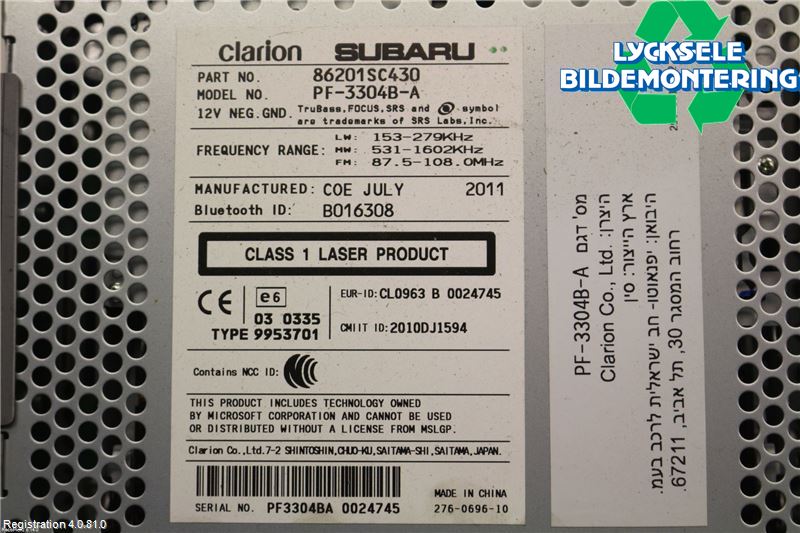 clarion SUBARU
PART NO. 86201SC430
MODEL NO. PF-3304B-A
12V NEG.GND. TruBass,FOCUS,SRS and symbol
are trademarks of SRS Labs,Inc.
FREQUENCY RANGE: LW: 153-279KHz
MW: 531-1602KHz
FM: 87.5-108.0MHz
MANUFACTURED: COE JULY 2011
Bluetooth ID: B016308
CLASS 1 LASER PRODUCT
CE e6 EUR-ID:CL0963 B 0024745
03 0335
TYPE 9953701 CMIIT ID:2010DJ1594
Contains NCC ID:
THIS PRODUCT INCLUDES TECHNOLOGY OWNED
BY MICROSOFT CORPORATION AND CANNOT BE USED
OR DISTRIBUTED WITHOUT A LICENSE FROM MSLGP.
Clarion Co.,Ltd.7-2 SHINTOSHIN,CHUO-KU,SAITAMA-SHI,SAITAMA,JAPAN.
MADE IN CHINA
SERIAL NO. PF3304BA 0024745 276-0696-10
LYCKSELE
BILDEMONTERING
מס' דגם PF-3304B-A
היצרן: Clarion Co., Ltd.
ארץ הייצור: סין
היבואן: יפנאוטו- חב ישראלית לרכב בעמ.
רחוב המסגר 30, תל אביב, 67211.
Registration 4.0.81.0